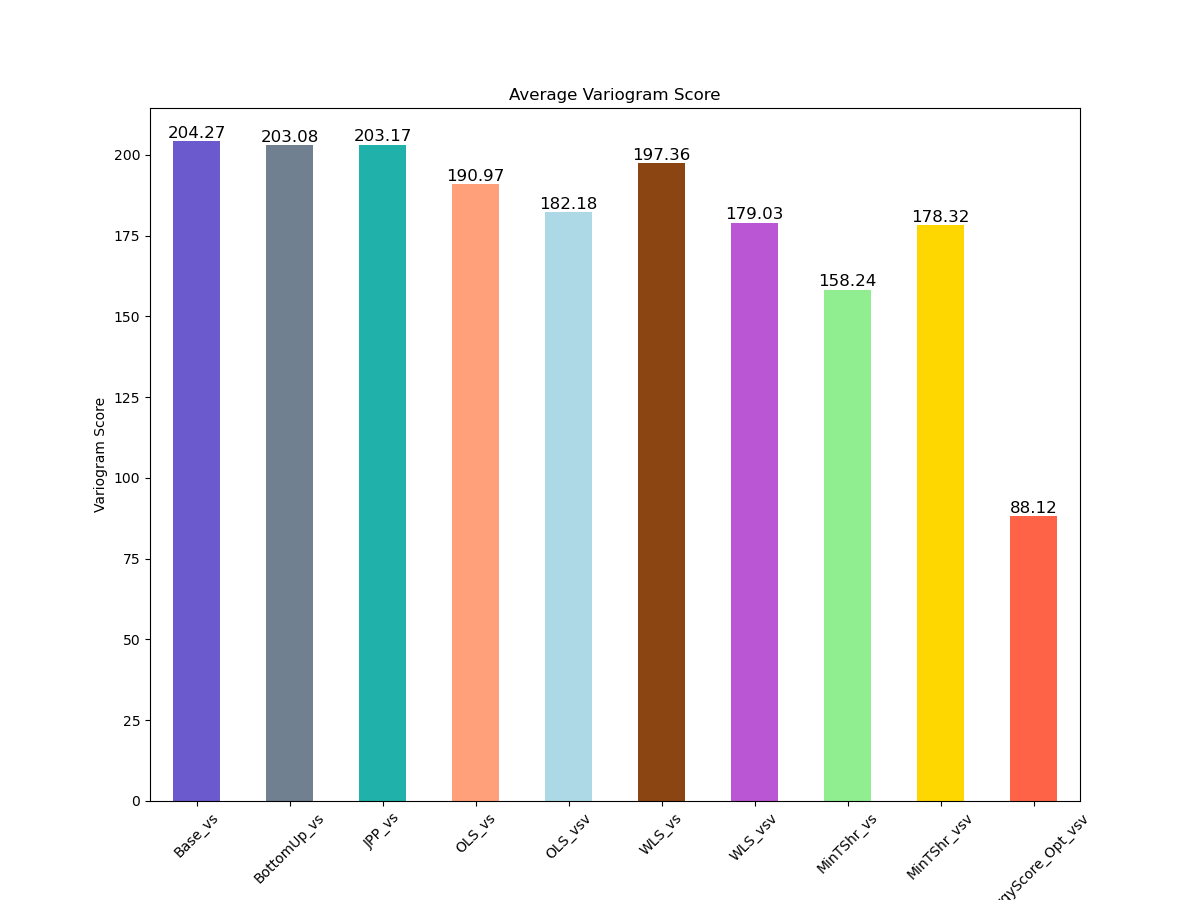 Average Variogram Score
204.27
203.08
203.17
190.97
182.18
197.36
179.03
158.24
178.32
88.12
200
175
150
125
100
75
50
25
0
Variogram Score
Base_vs
BottomUp_vs
JPP_vs
OLS_vs
OLS_vsv
WLS_vs
WLS_vsv
MinTShr_vs
MinTShr_vsv
gyScore_Opt_vsv